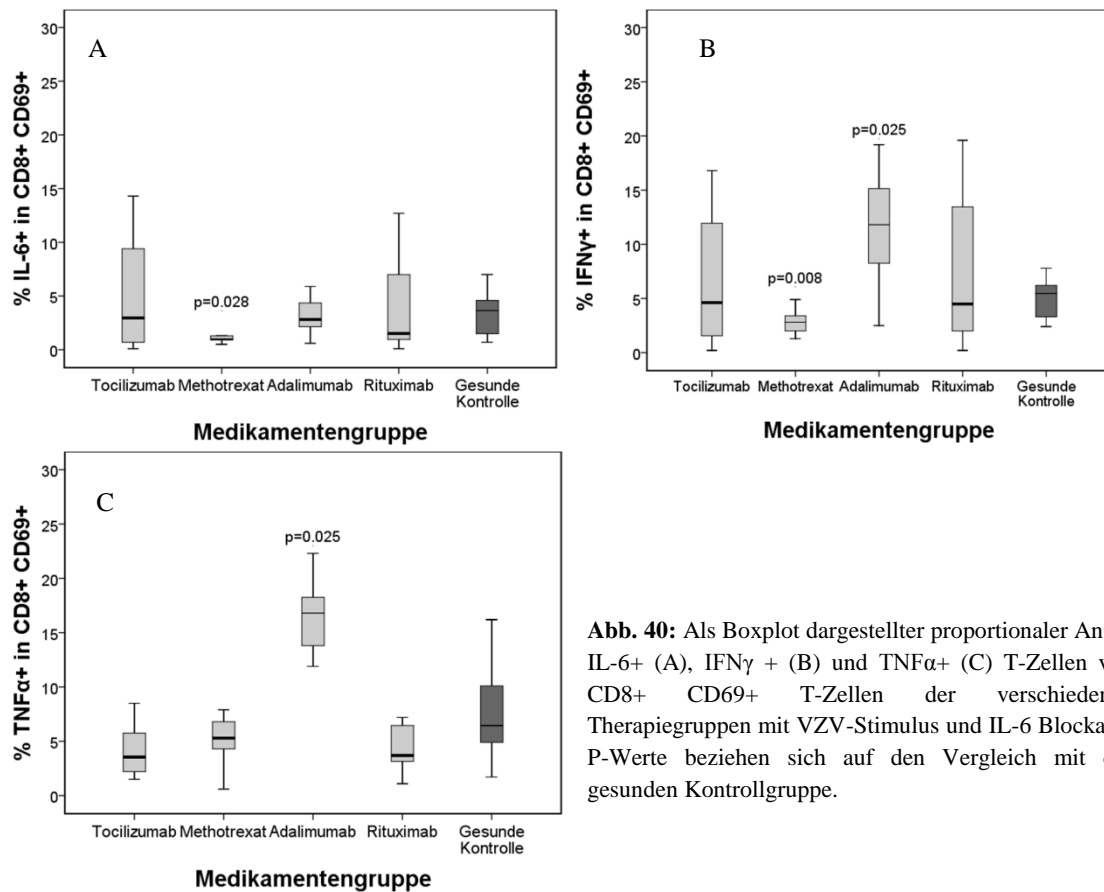 A
% IL-6+ in CD8+ CD69+
30
25
20
15
10
5
0
p=0.028
Tocilizumab Methotrexat Adalimumab Rituximab Gesunde
Kontrolle
Medikamentengruppe
B
% IFNγ+ in CD8+ CD69+
30
25
20
15
10
5
0
p=0.008
p=0.025
Tocilizumab Methotrexat Adalimumab Rituximab Gesunde
Kontrolle
Medikamentengruppe
C
% TNFα+ in CD8+ CD69+
30
25
20
15
10
5
0
p=0.025
Tocilizumab Methotrexat Adalimumab Rituximab Gesunde
Kontrolle
Medikamentengruppe
Abb. 40: Als Boxplot dargestellter proportionaler
IL-6+ (A), IFNγ + (B) und TNFα+ (C) T-Zellen
CD8+ CD69+ T-Zellen der
Therapiegruppen mit VZV-Stimulus und IL-6
P-Werte beziehen sich auf den Vergleich mit
gesunden Kontrollgruppe.